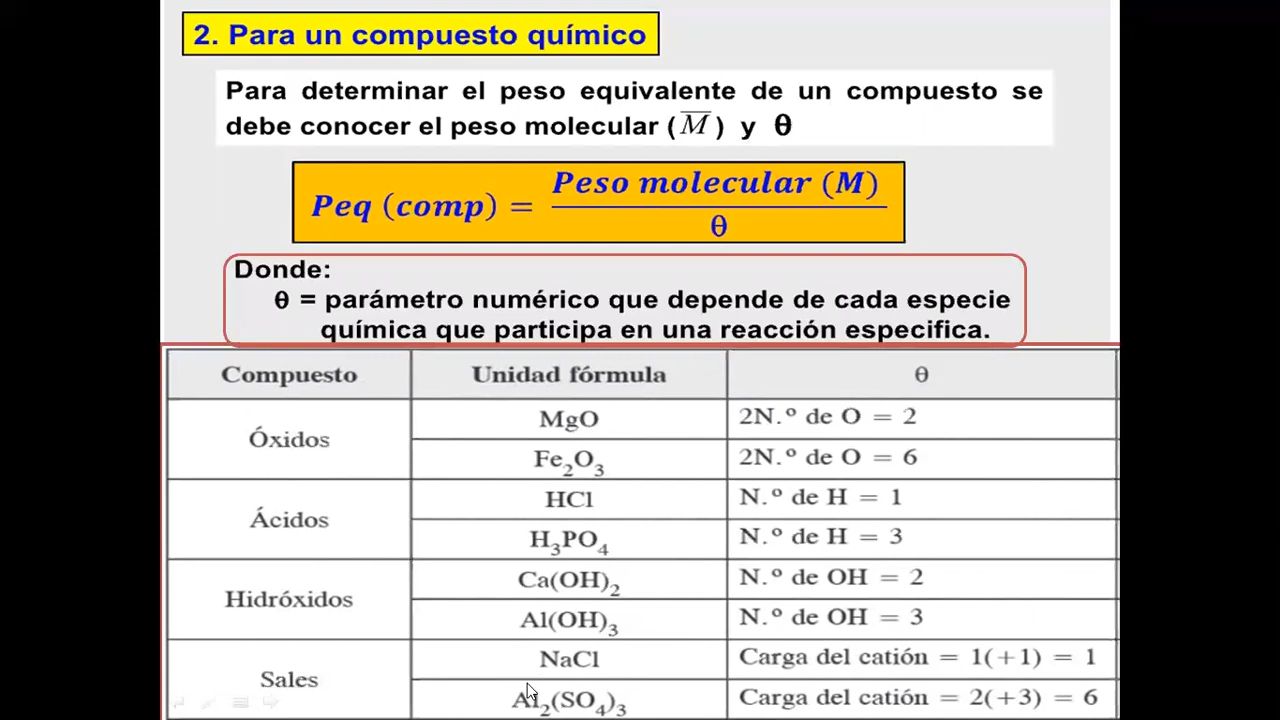 2. Para un compuesto químico
Para determinar el peso equivalente de un compuesto se
debe conocer el peso molecular (M̅) y θ
Peq (comp) = Peso molecular (M) / θ
Donde:
θ = parámetro numérico que depende de cada especie
química que participa en una reacción especifica.
Compuesto Unidad fórmula θ
Óxidos MgO 2N.º de O = 2
Fe₂O₃ 2N.º de O = 6
Ácidos HCl N.º de H = 1
H₃PO₄ N.º de H = 3
Hidróxidos Ca(OH)₂ N.º de OH = 2
Al(OH)₃ N.º de OH = 3
Sales NaCl Carga del catión = 1(+1) = 1
Al₂(SO₄)₃ Carga del catión = 2(+3) = 6